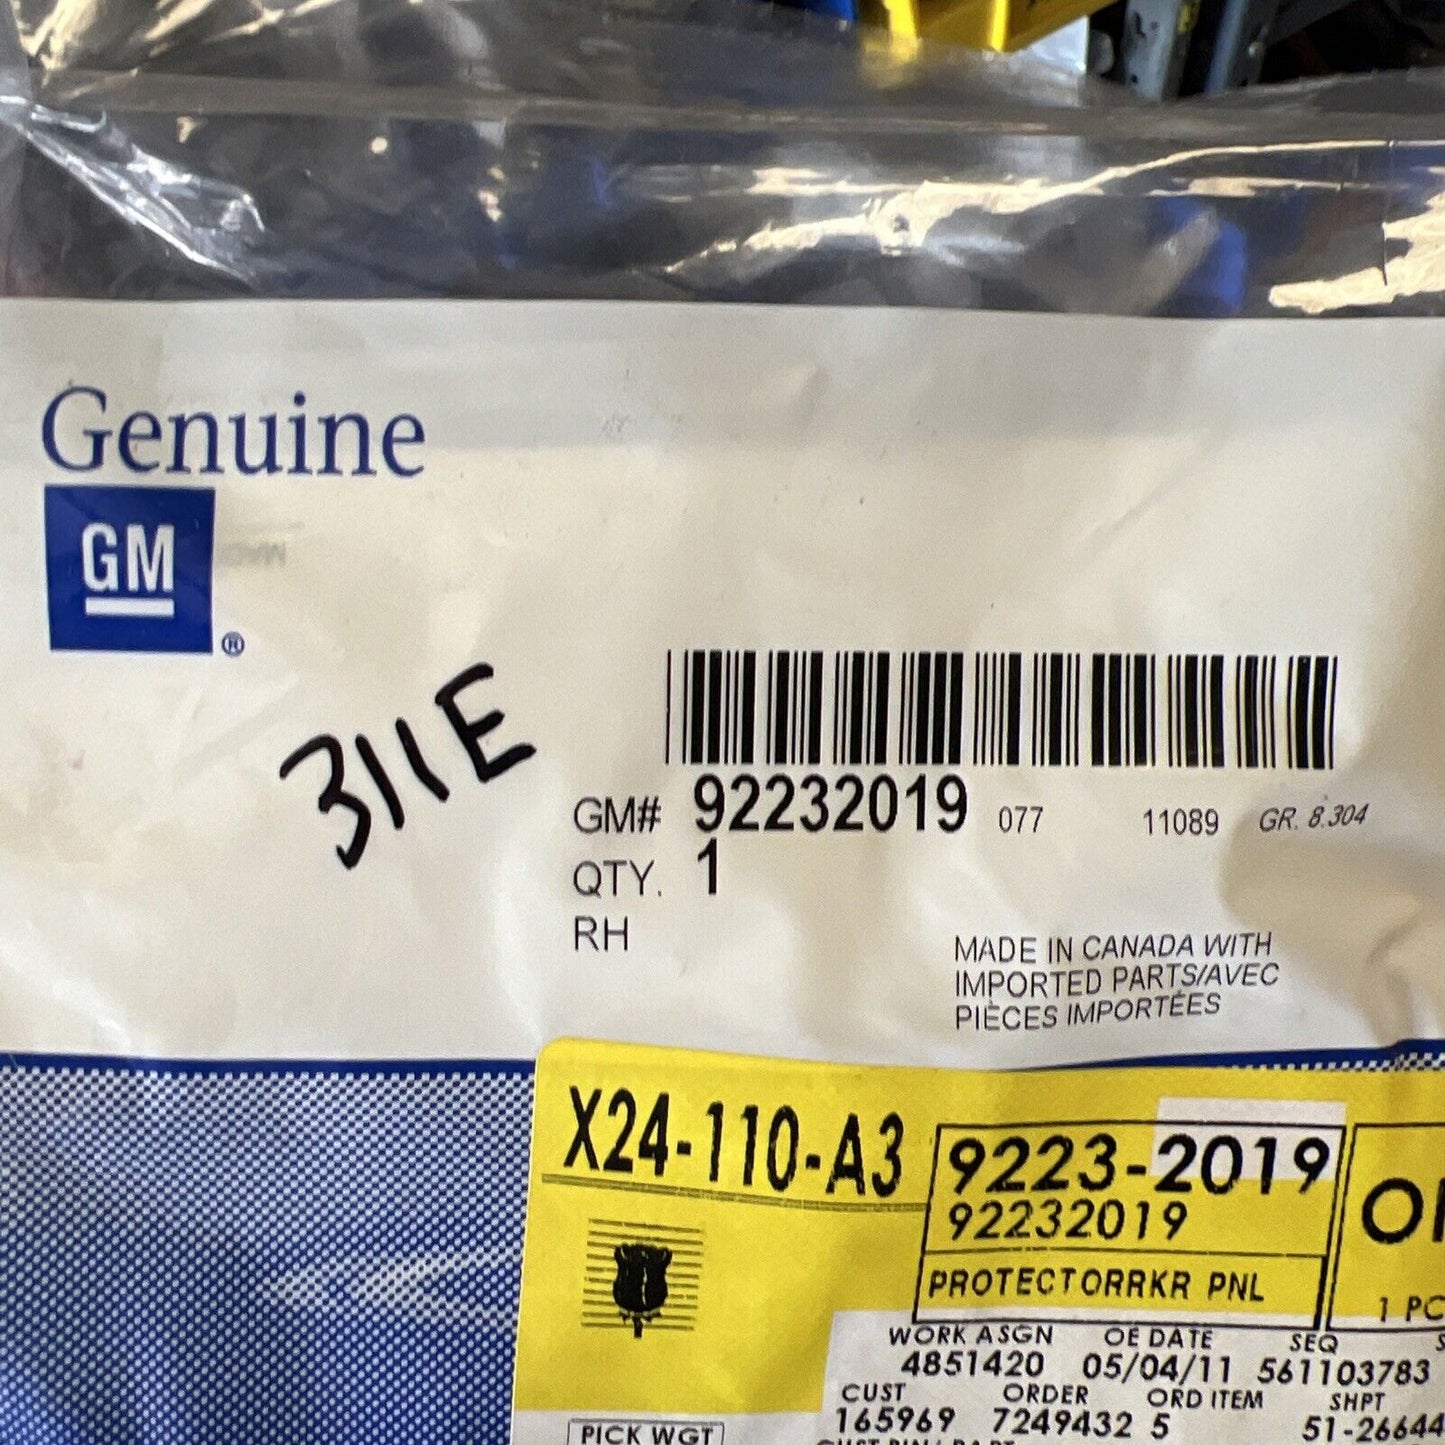 Genuine
GM
®
311E
GM# 92232019 077 11089 GR. 8.304
QTY. 1
RH
MADE IN CANADA WITH
IMPORTED PARTS/AVEC
PIÈCES IMPORTÉES
X24-110-A3
9223-2019
92232019
PROTECTORRKR PNL
1 PC
WORK ASGN OE DATE SEQ
4851420 05/04/11 561103783
CUST ORDER ORD ITEM SHPT
165969 7249432 5 51-26644
PICK WGT